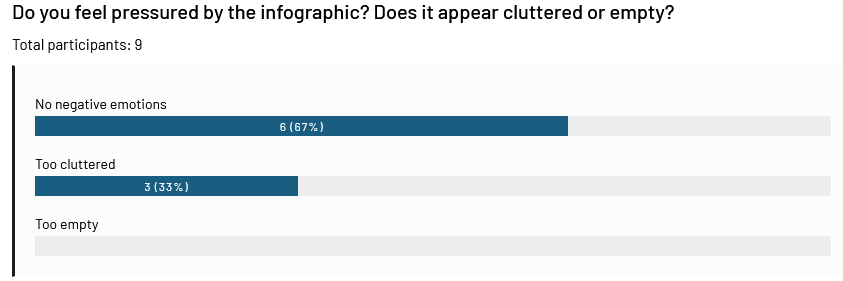 Do you feel pressured by the infographic? Does it appear cluttered or empty?
Total participants: 9
No negative emotions
6 (67%)
Too cluttered
3 (33%)
Too empty